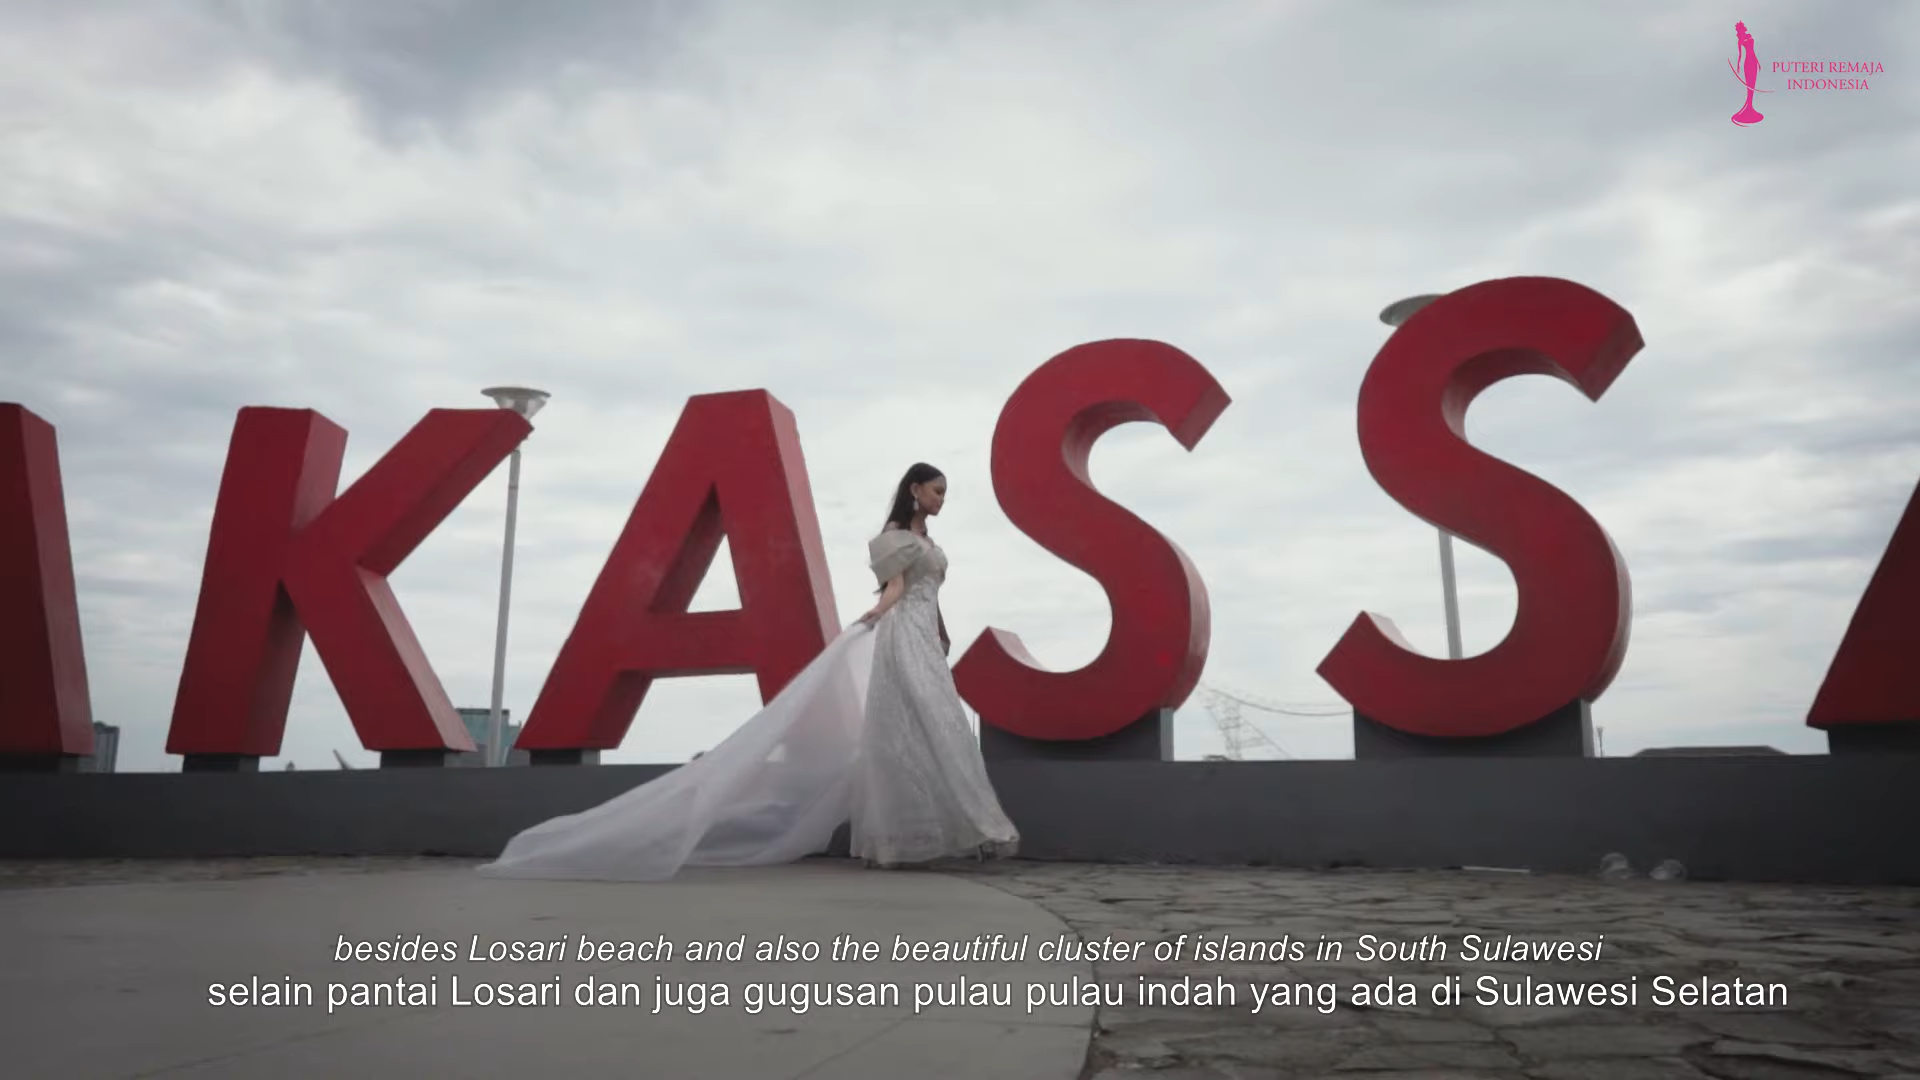 PUTERI REMAJA
INDONESIA
AKASSA
besides Losari beach and also the beautiful cluster of islands in South Sulawesi
selain pantai Losari dan juga gugusan pulau pulau indah yang ada di Sulawesi Selatan